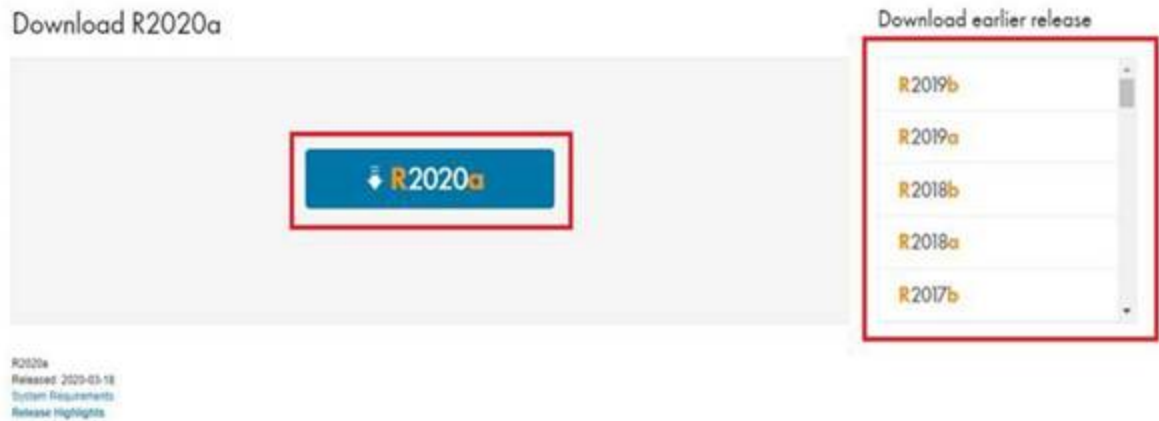 Download R2020a
R2020a
R2020a
Released: 2020-03-18
System Requirements
Release Highlights
Download earlier release
R2019b
R2019a
R2018b
R2018a
R2017b